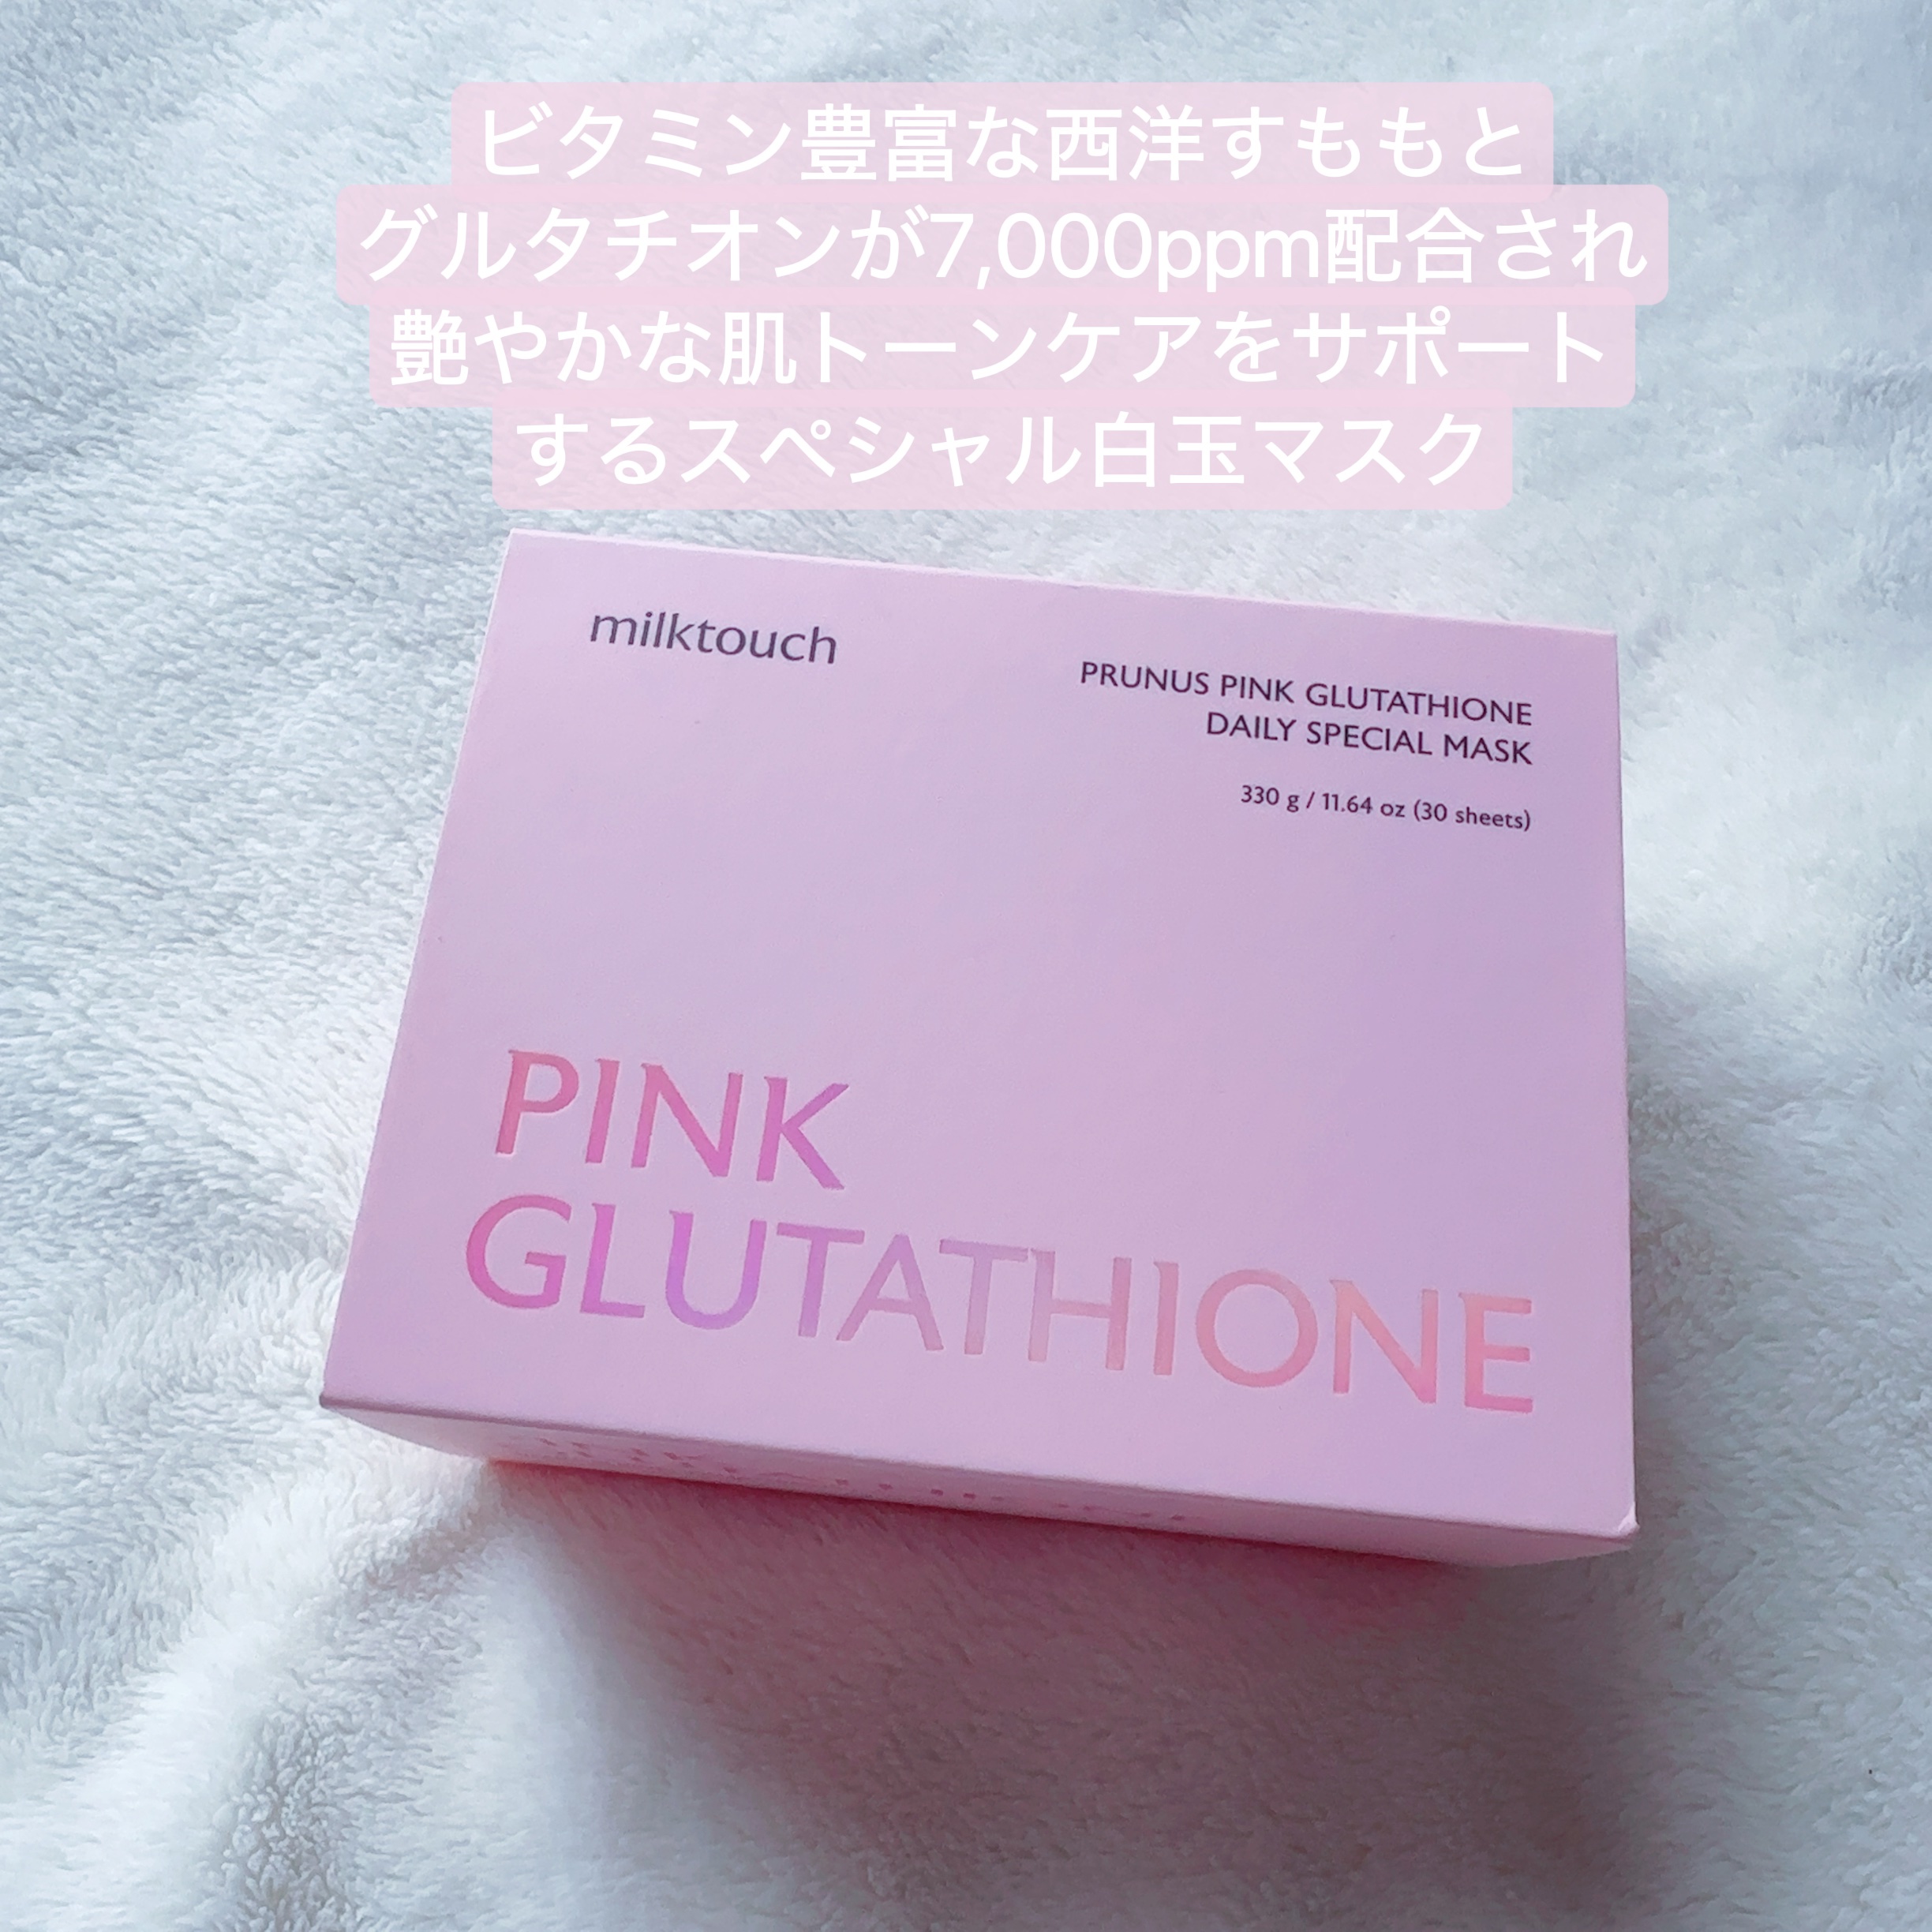 ビタミン豊富な西洋すももと
グルタチオンが7,000ppm配合され
艶やかな肌トーンケアをサポート
するスペシャル白玉マスク
milktouch
PRUNUS PINK GLUTATHIONE
DAILY SPECIAL MASK
330 g / 11.64 oz (30 sheets)
PINK
GLUTATHIONE